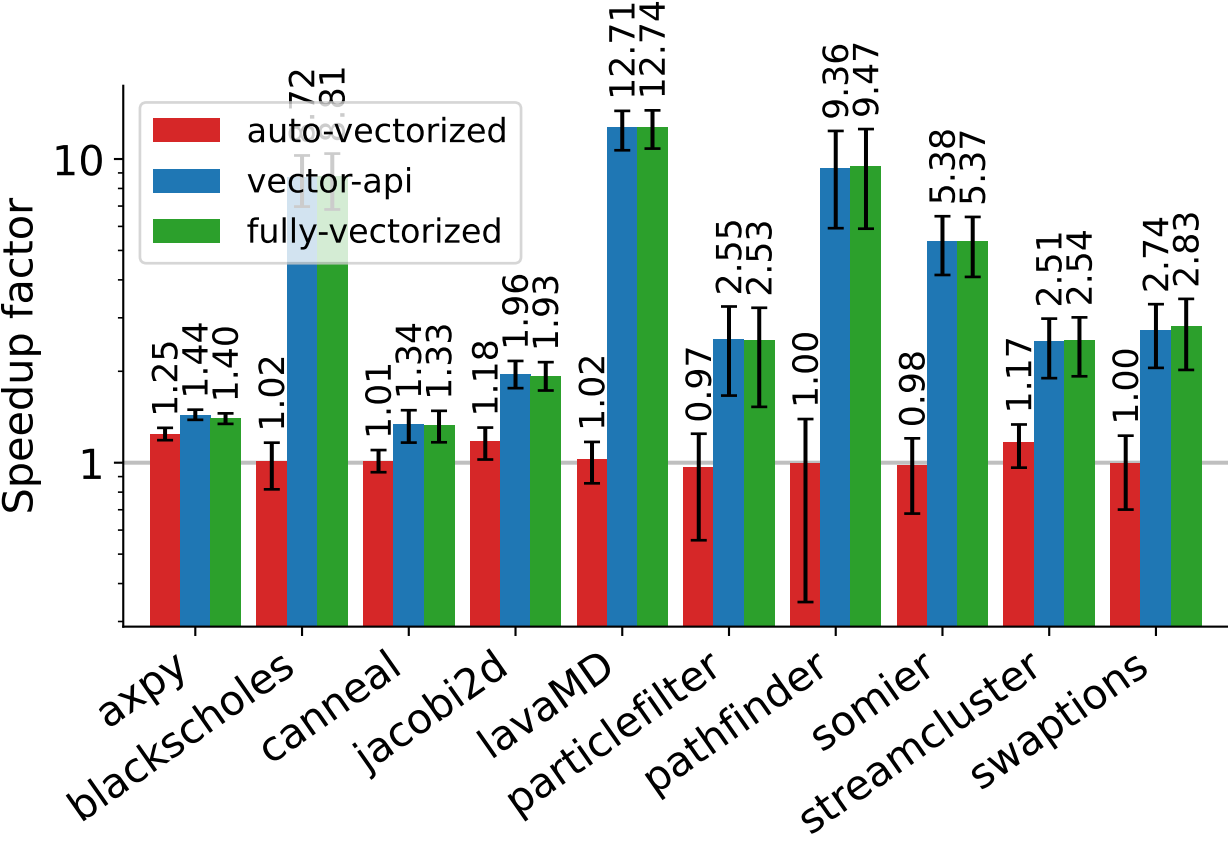 12.71
12.74
9.36
9.47
auto-vectorized
vector-api
fully-vectorized
10
1
Speedup factor
1.25
1.44
1.40
1.02
8.72
8.81
1.01
1.34
1.33
1.18
1.96
1.93
1.02
0.97
2.55
2.53
1.00
0.98
5.38
5.37
1.17
2.51
2.54
1.00
2.74
2.83
axpy
blackscholes
canneal
jacobi2d
lavaMD
particlefilter
pathfinder
somier
streamcluster
swaptions